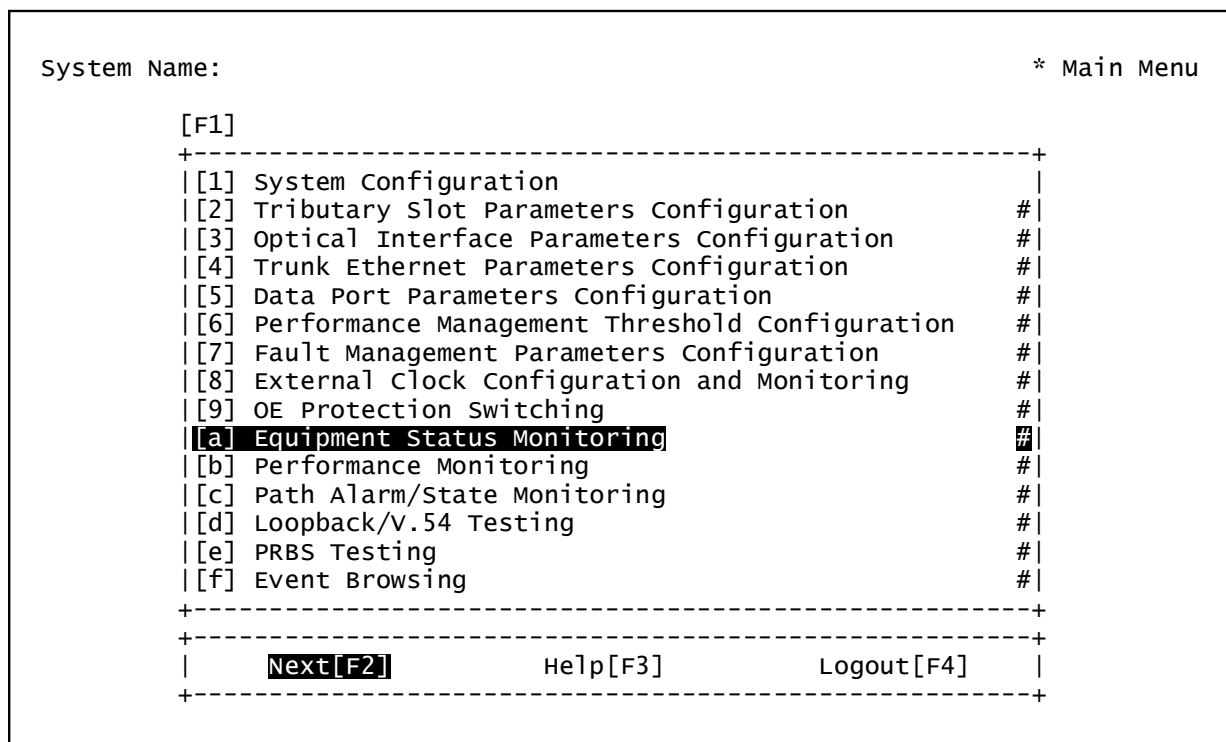 System Name: * Main Menu
[F1]
+-------------------------------------------------------+
|[1] System Configuration |
|[2] Tributary Slot Parameters Configuration #|
|[3] Optical Interface Parameters Configuration #|
|[4] Trunk Ethernet Parameters Configuration #|
|[5] Data Port Parameters Configuration #|
|[6] Performance Management Threshold Configuration #|
|[7] Fault Management Parameters Configuration #|
|[8] External Clock Configuration and Monitoring #|
|[9] OE Protection Switching #|
|[a] Equipment Status Monitoring #|
|[b] Performance Monitoring #|
|[c] Path Alarm/State Monitoring #|
|[d] Loopback/V.54 Testing #|
|[e] PRBS Testing #|
|[f] Event Browsing #|
+-------------------------------------------------------+
+-------------------------------------------------------+
| Next[F2] Help[F3] Logout[F4] |
+-------------------------------------------------------+